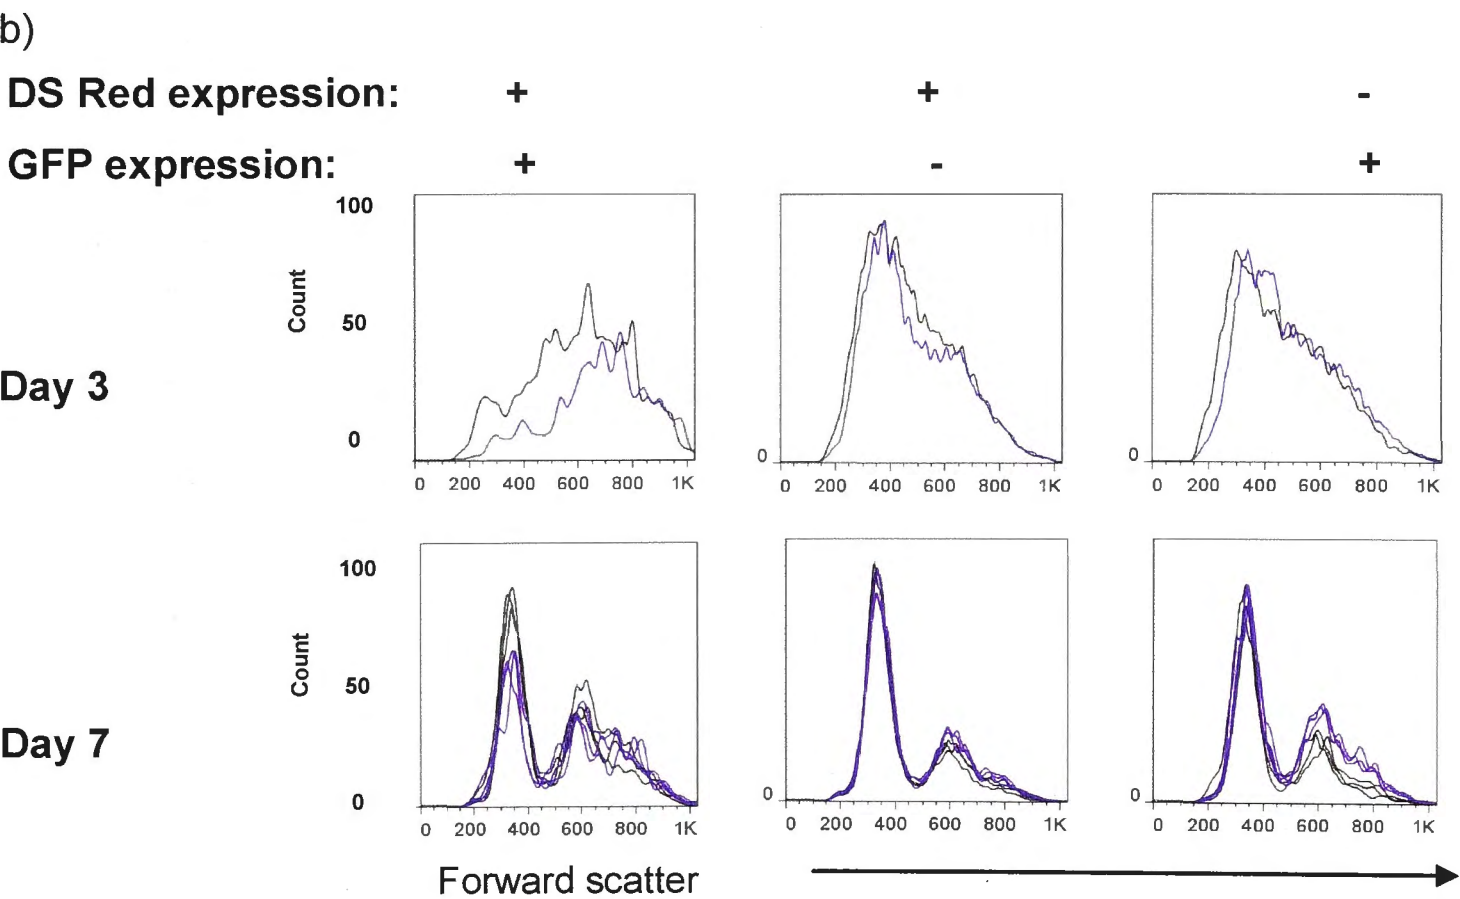 b)
DS Red expression: + + -
GFP expression: + - +
100
Count
50
Day 3
0
0
0
0 200 400 600 800 1K
0 200 400 600 800 1K
0 200 400 600 800 1K
100
Count
50
Day 7
0
0
0
0 200 400 600 800 1K
0 200 400 600 800 1K
0 200 400 600 800 1K
Forward scatter